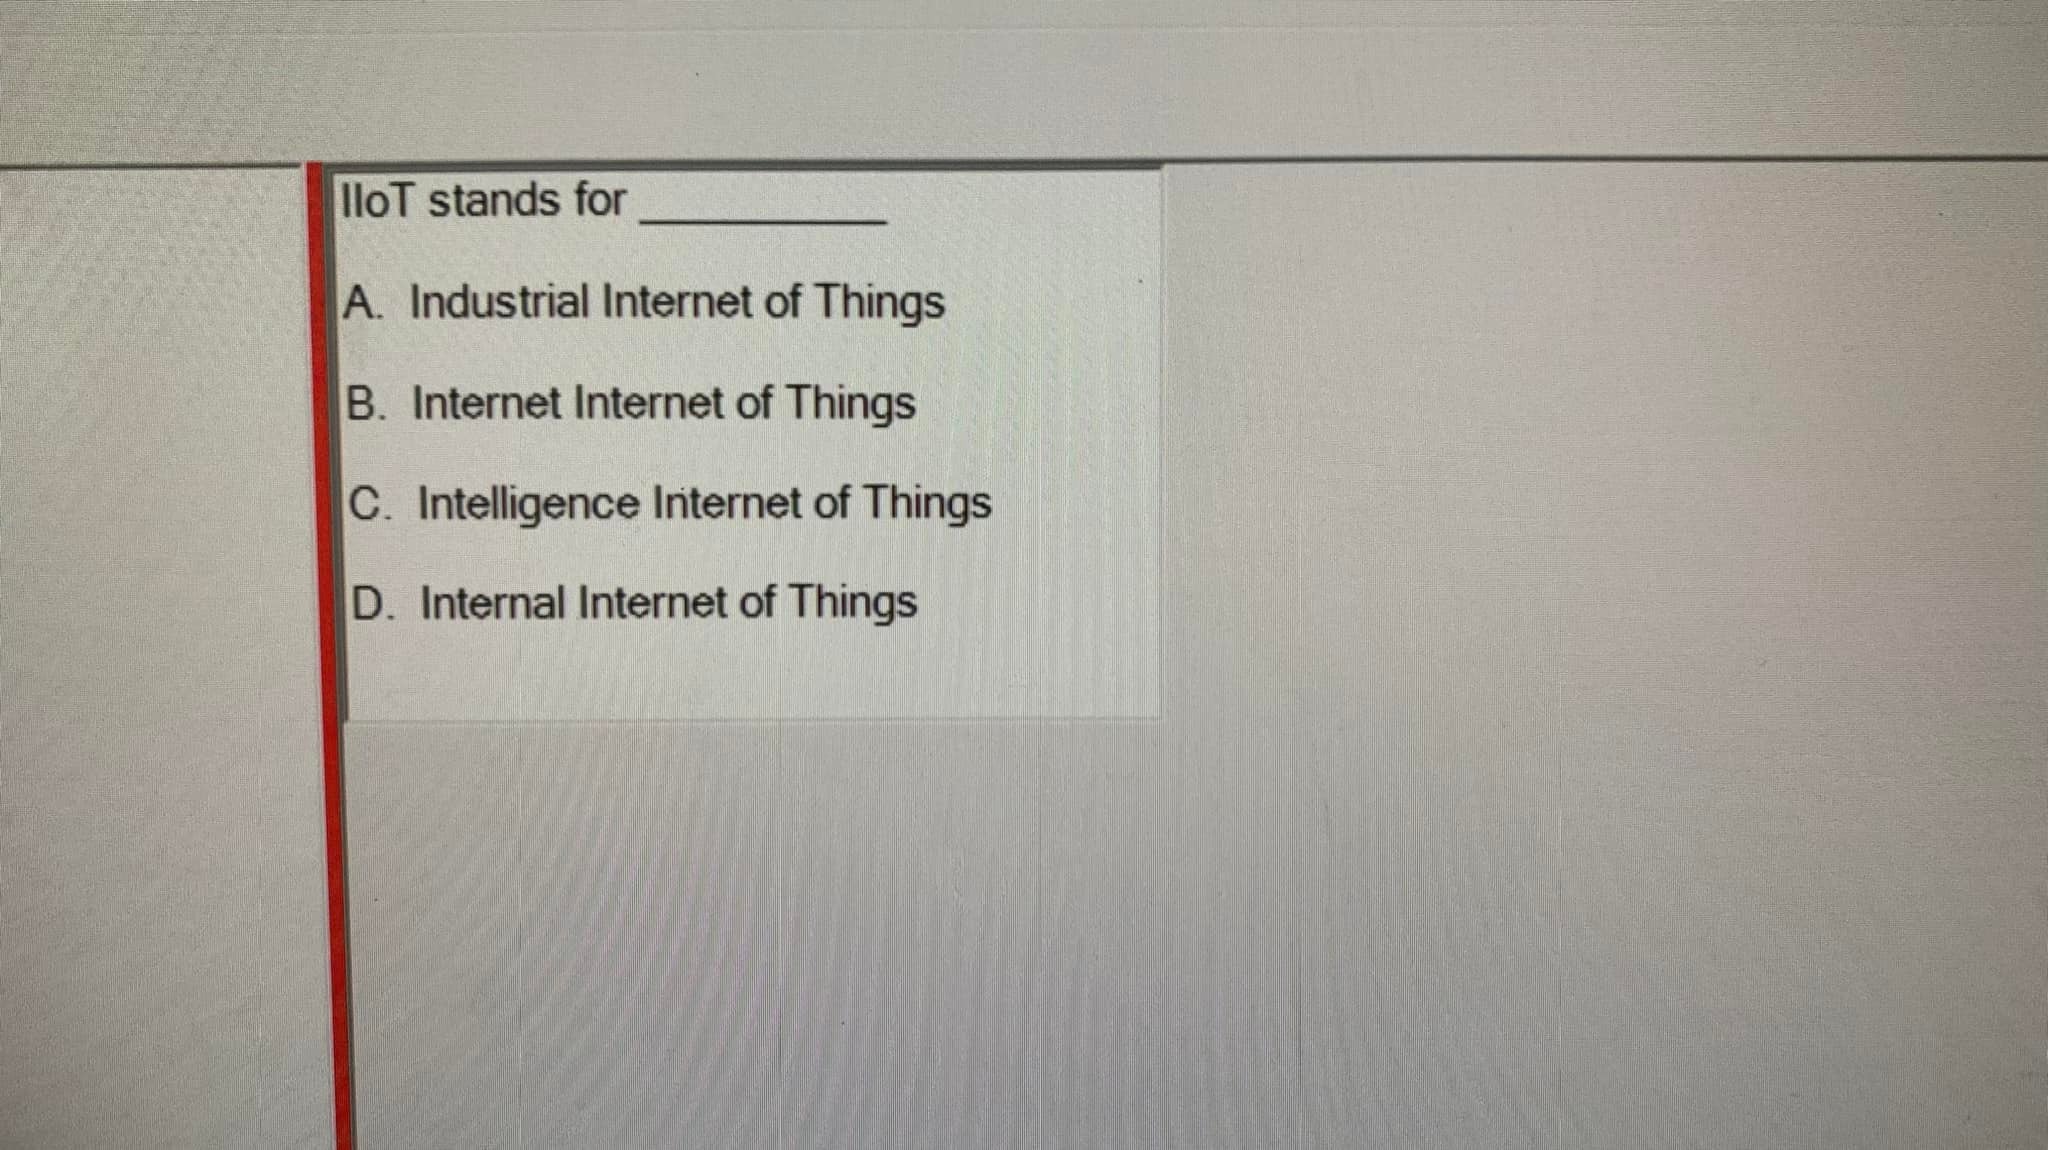 IIoT stands for __________
A. Industrial Internet of Things
B. Internet Internet of Things
C. Intelligence Internet of Things
D. Internal Internet of Things